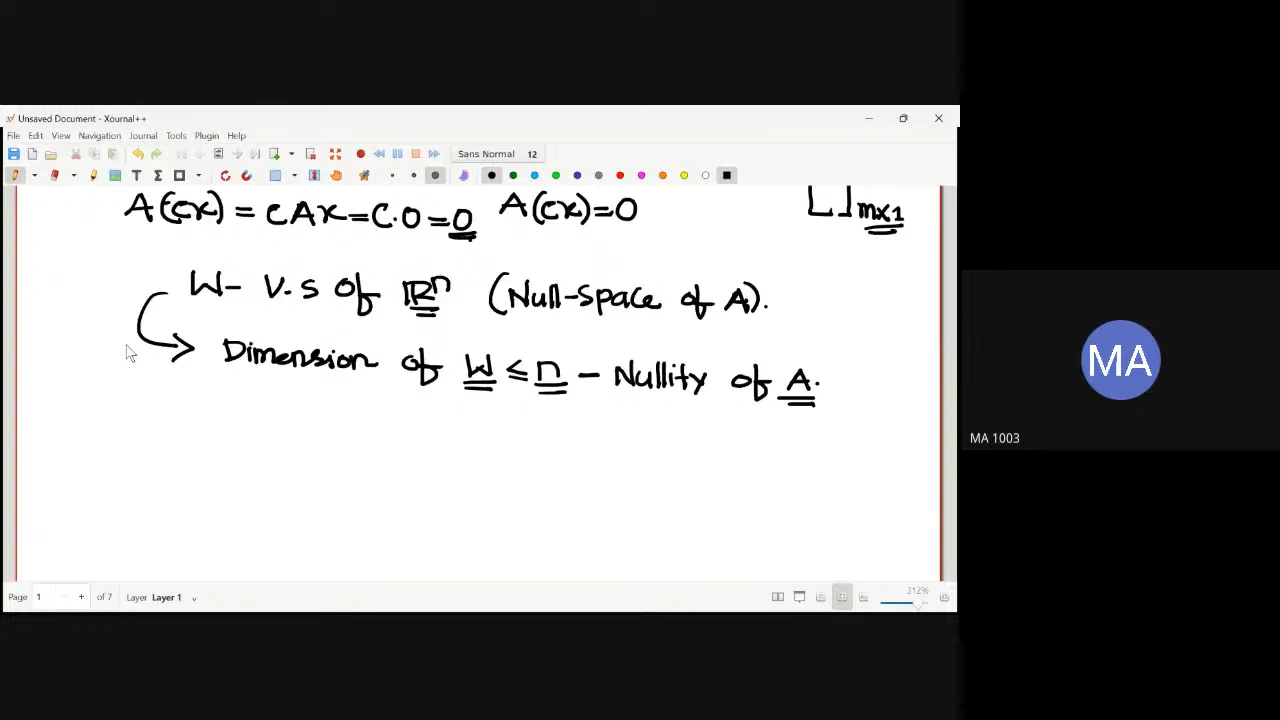 Unsaved Document - Xournal++
File Edit View Navigation Journal Tools Plugin Help
Sans Normal 12
A(cx) = cAx = c·0 = 0 A(cx) = 0 [ ]mx1
W- V.S of ℝⁿ (Null-Space of A).
Dimension of W ≤ n - Nullity of A.
MA
MA 1003
312%
Page 1 + of 7 Layer Layer 1